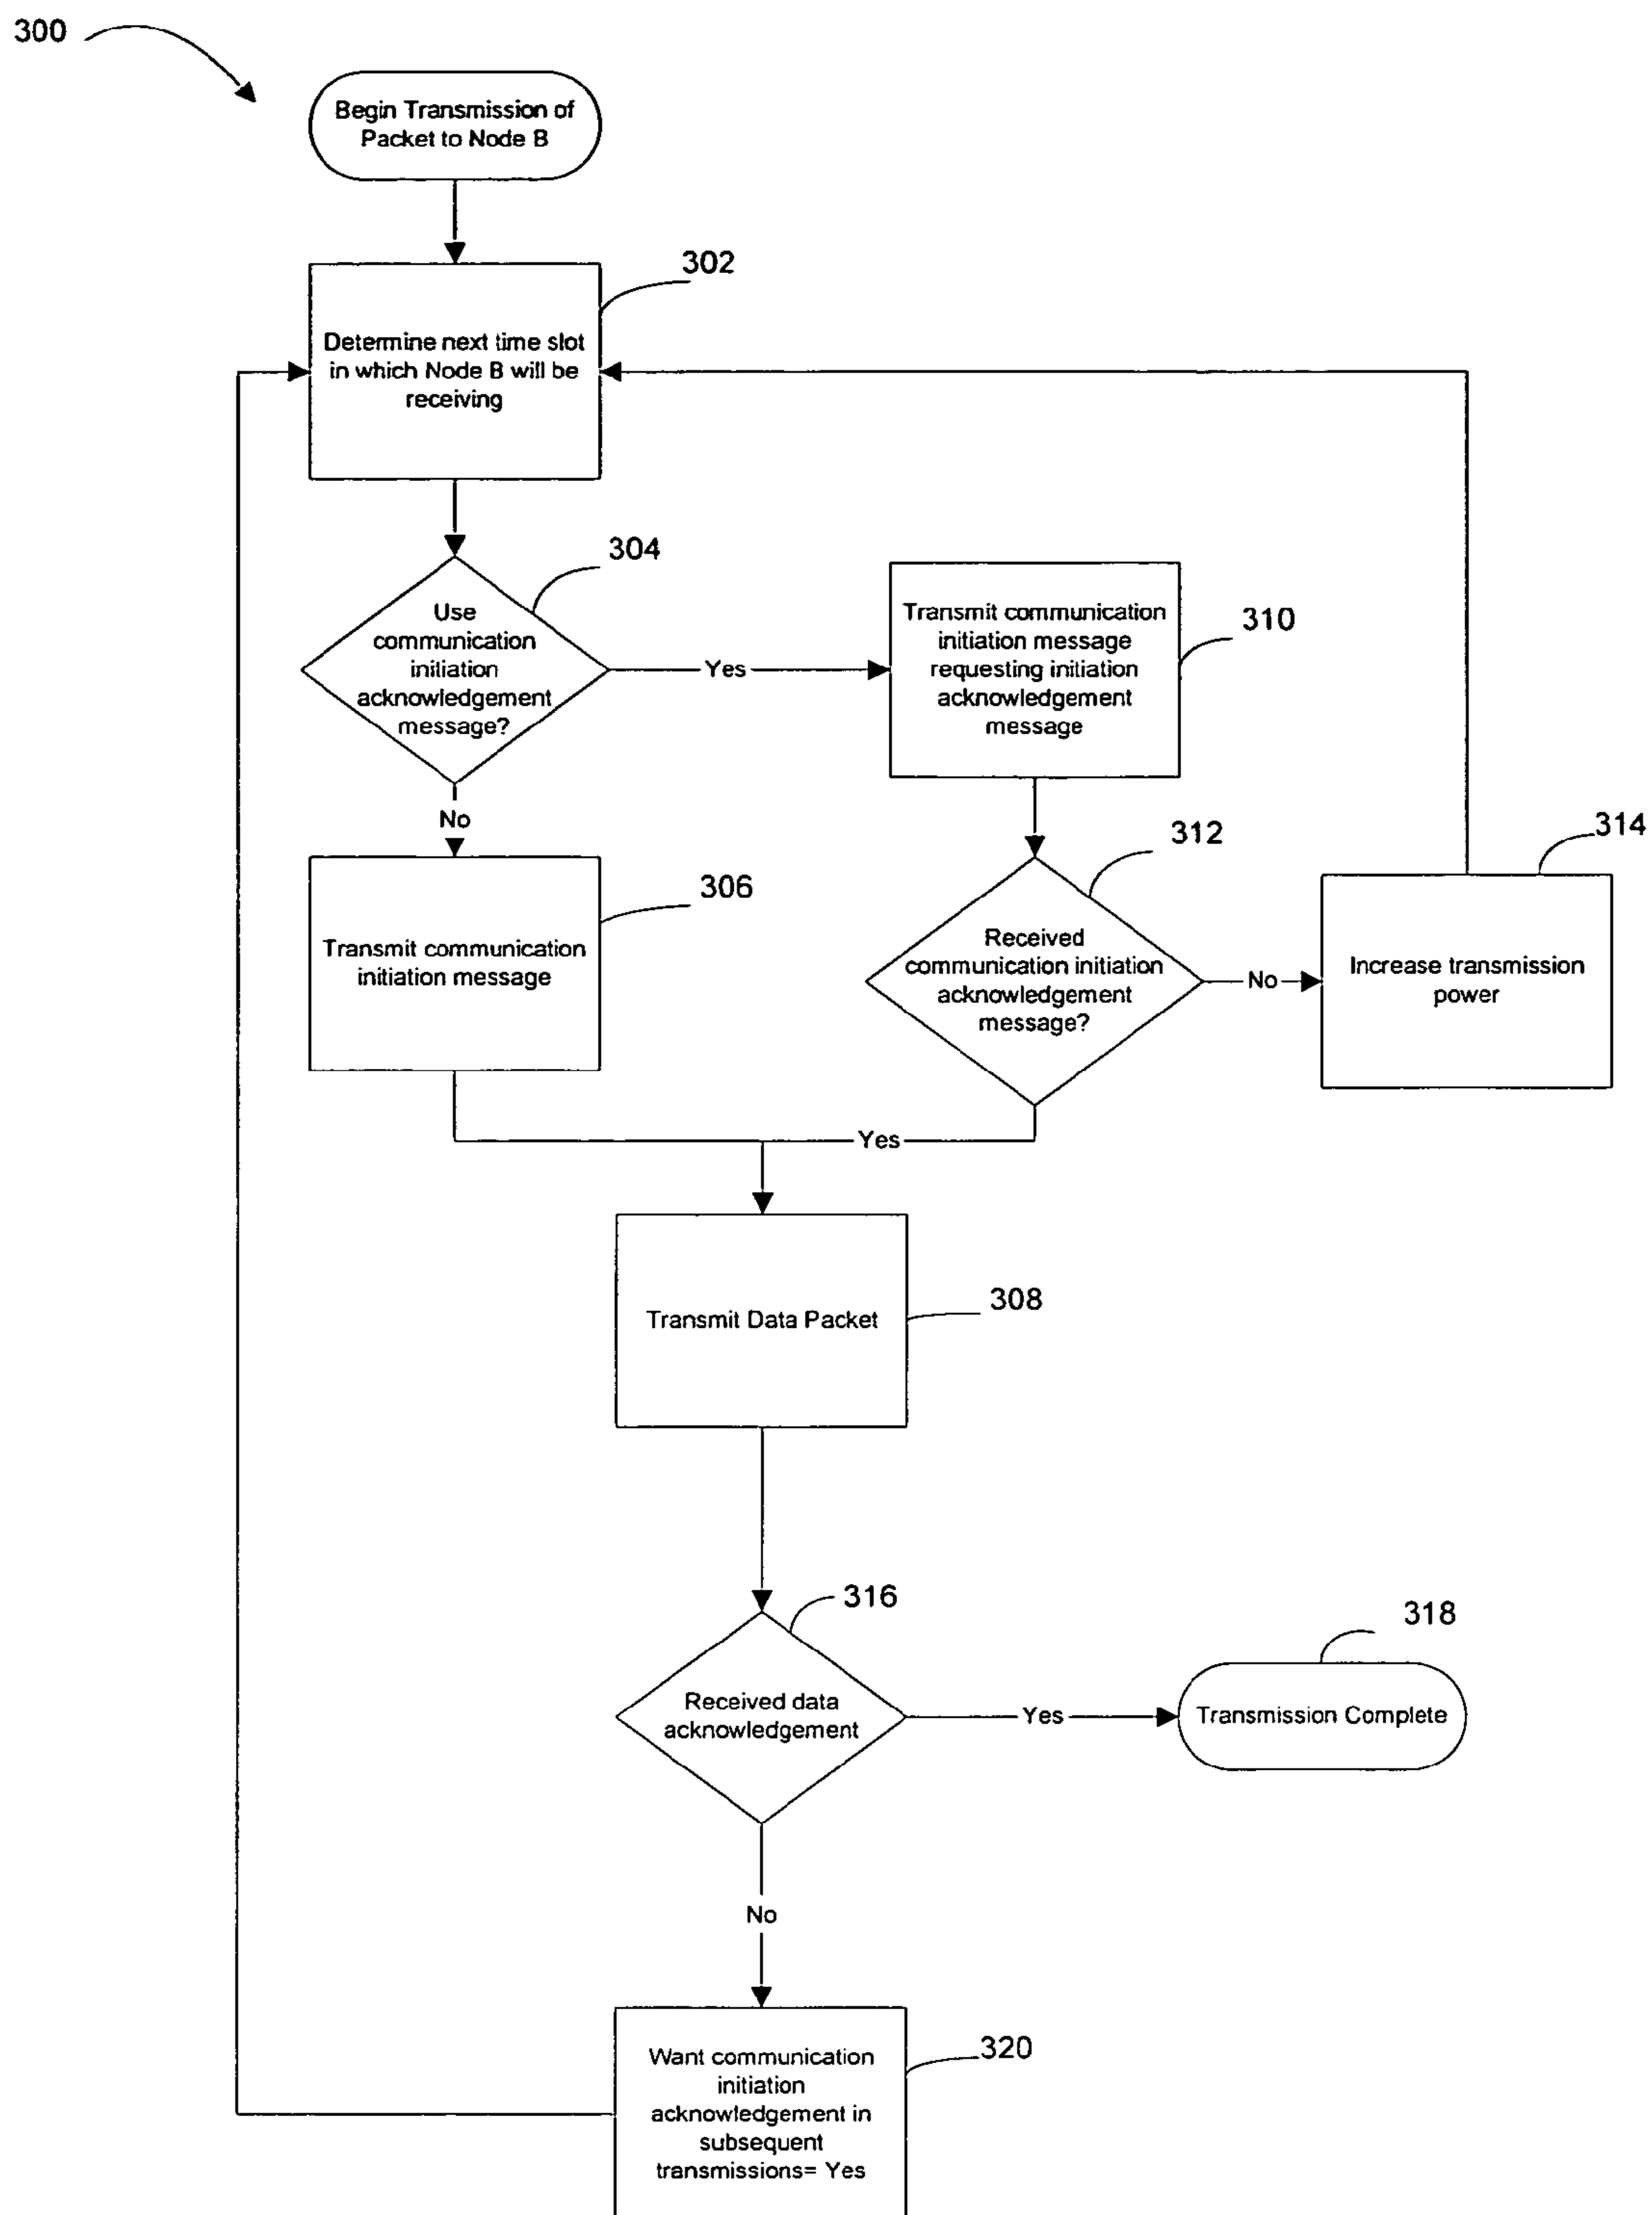 300
Begin Transmission of
Packet to Node B
302
Determine next time slot
in which Node B will be
receiving
304
Use
communication
initiation
acknowledgement
message?
Yes
Transmit communication
initiation message
requesting initiation
acknowledgement
message
310
No
312
314
306
Transmit communication
initiation message
Received
communication initiation
acknowledgement
message?
No
Increase transmission
power
Yes
Transmit Data Packet
308
316
Received data
acknowledgement
Yes
318
Transmission Complete
No
Want communication
initiation
acknowledgement in
subsequent
transmissions= Yes
320